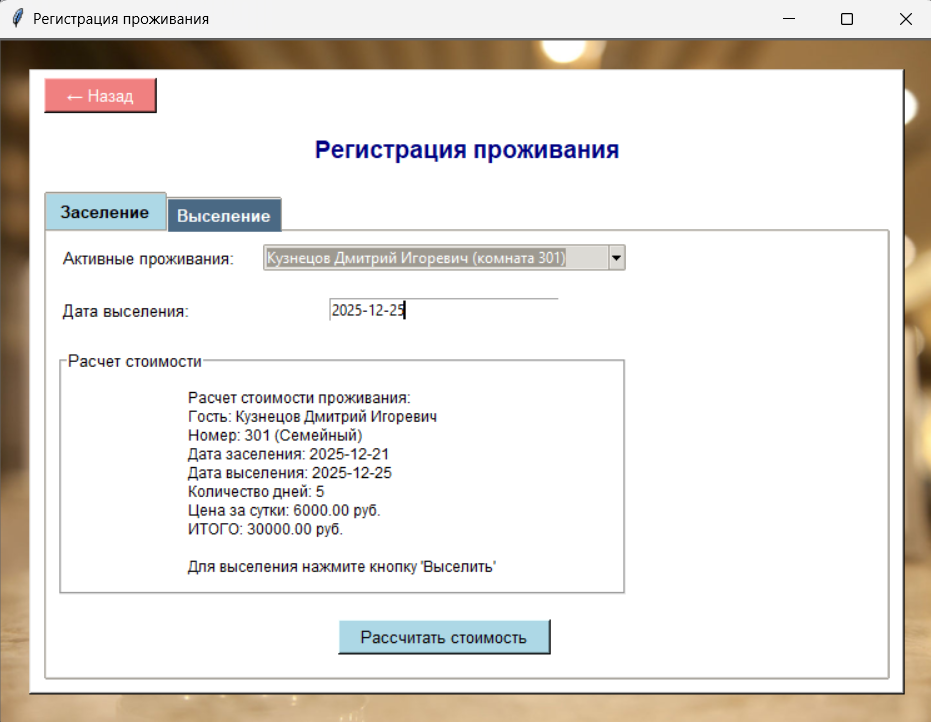 Регистрация проживания
← Назад
Регистрация проживания
Заселение Выселение
Активные проживания: Кузнецов Дмитрий Игоревич (комната 301)
Дата выселения: 2025-12-25
Расчет стоимости
Расчет стоимости проживания:
Гость: Кузнецов Дмитрий Игоревич
Номер: 301 (Семейный)
Дата заселения: 2025-12-21
Дата выселения: 2025-12-25
Количество дней: 5
Цена за сутки: 6000.00 руб.
ИТОГО: 30000.00 руб.
Для выселения нажмите кнопку 'Выселить'
Рассчитать стоимость